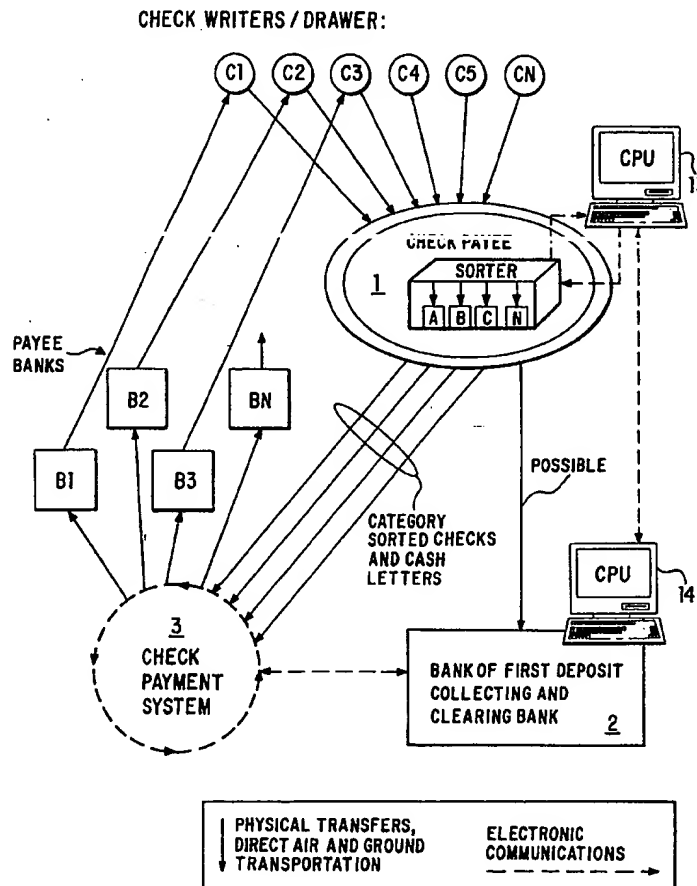 CHECK WRITERS / DRAWER:
C1 C2 C3 C4 C5 CN
CPU
CHECK PAYEE
1
SORTER
A B C N
PAYEE
BANKS
B1
B2
B3
BN
CATEGORY
SORTED CHECKS
AND CASH
LETTERS
POSSIBLE
CPU
14
3
CHECK
PAYMENT
SYSTEM
BANK OF FIRST DEPOSIT
COLLECTING AND
CLEARING BANK
2
PHYSICAL TRANSFERS,
DIRECT AIR AND GROUND
TRANSPORTATION
ELECTRONIC
COMMUNICATIONS